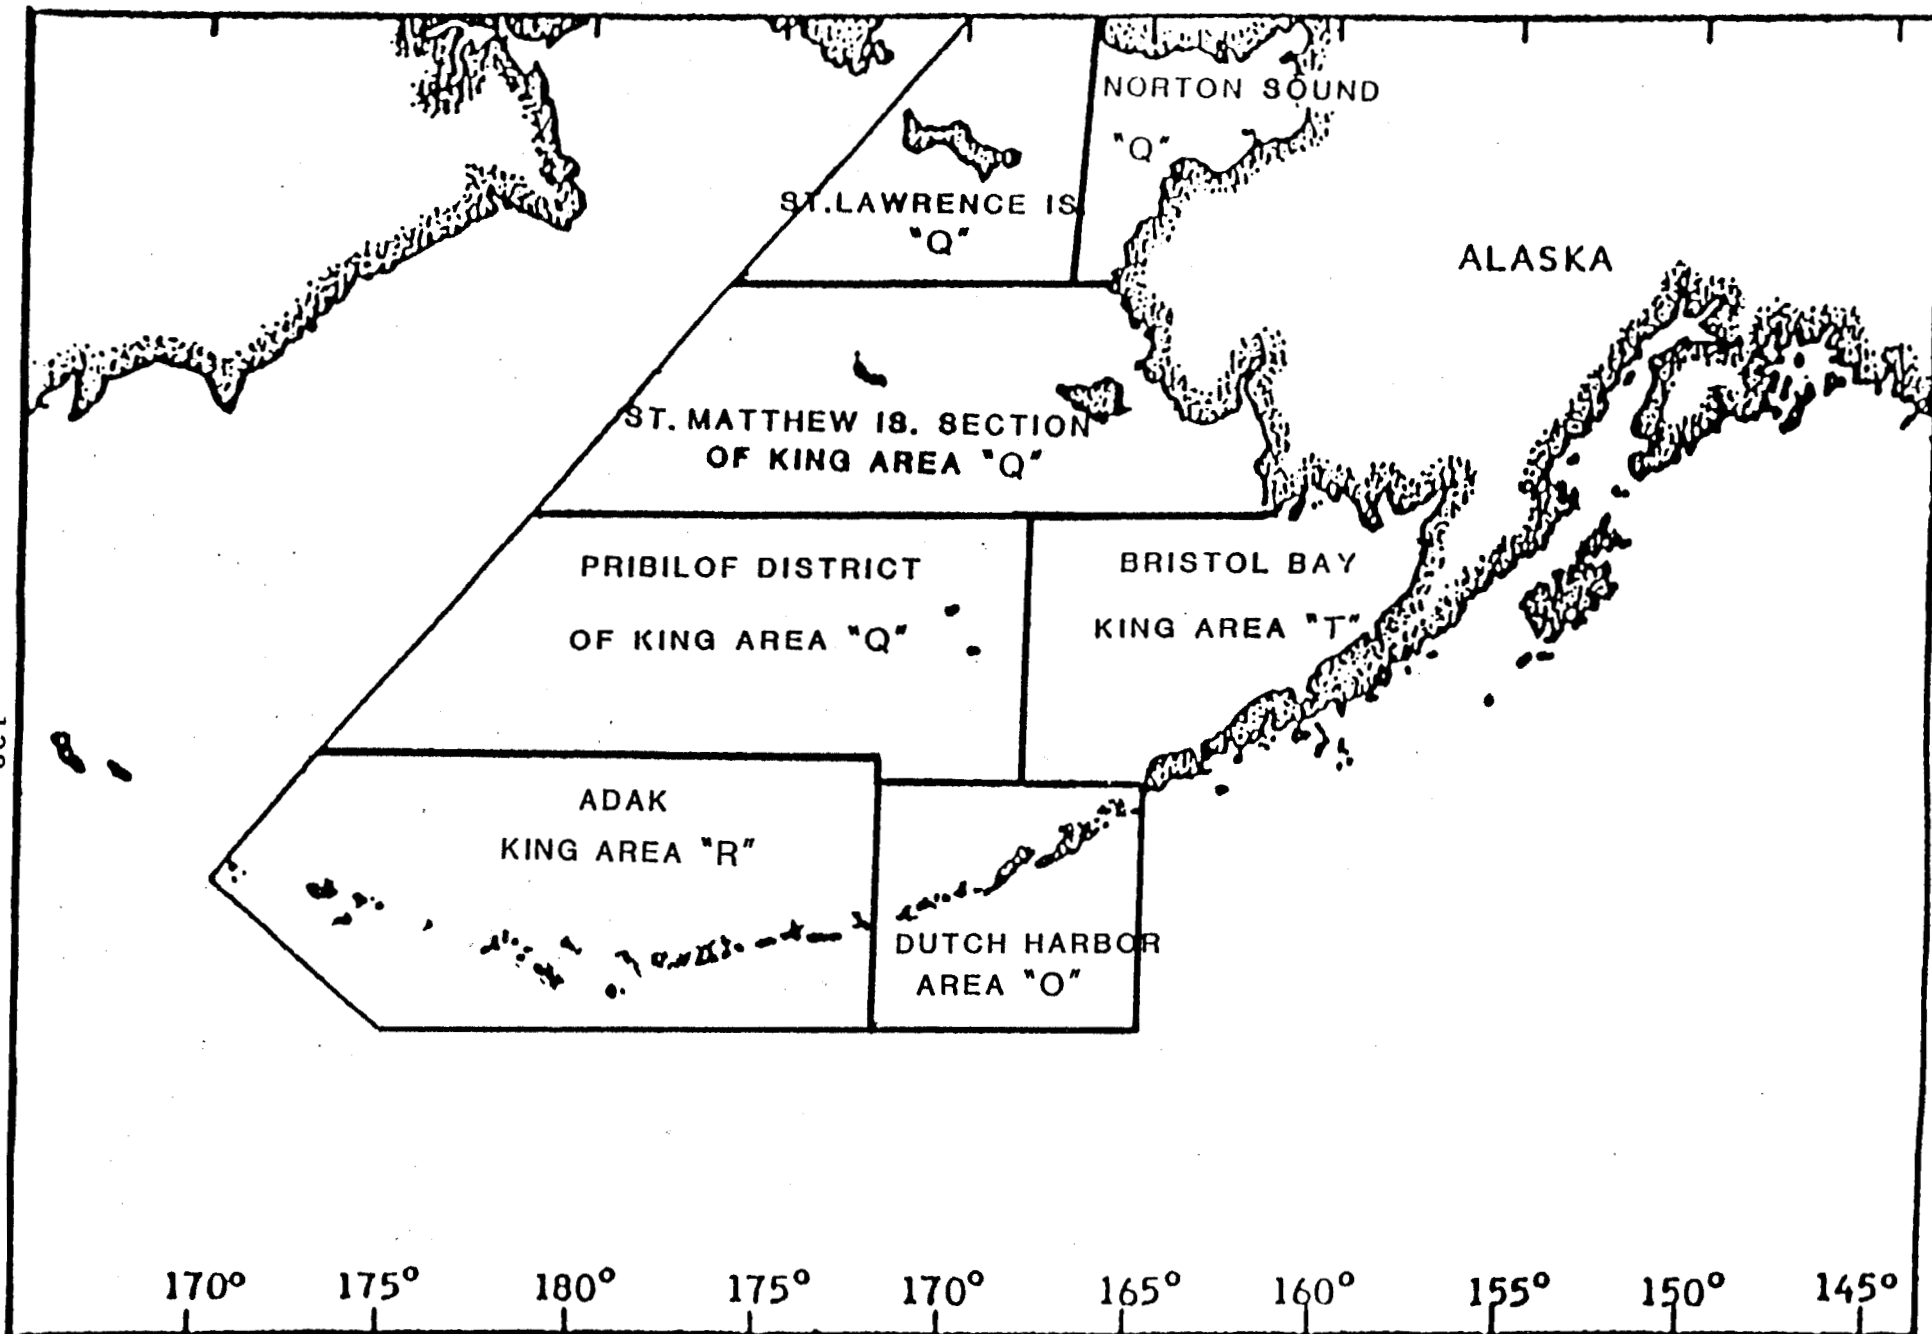 NORTON SOUND
"Q"
ST.LAWRENCE IS
"Q"
ALASKA
ST. MATTHEW IS. SECTION
OF KING AREA "Q"
PRIBILOF DISTRICT
OF KING AREA "Q"
BRISTOL BAY
KING AREA "T"
ADAK
KING AREA "R"
DUTCH HARBOR
AREA "O"
170° 175° 180° 175° 170° 165° 160° 155° 150° 145°